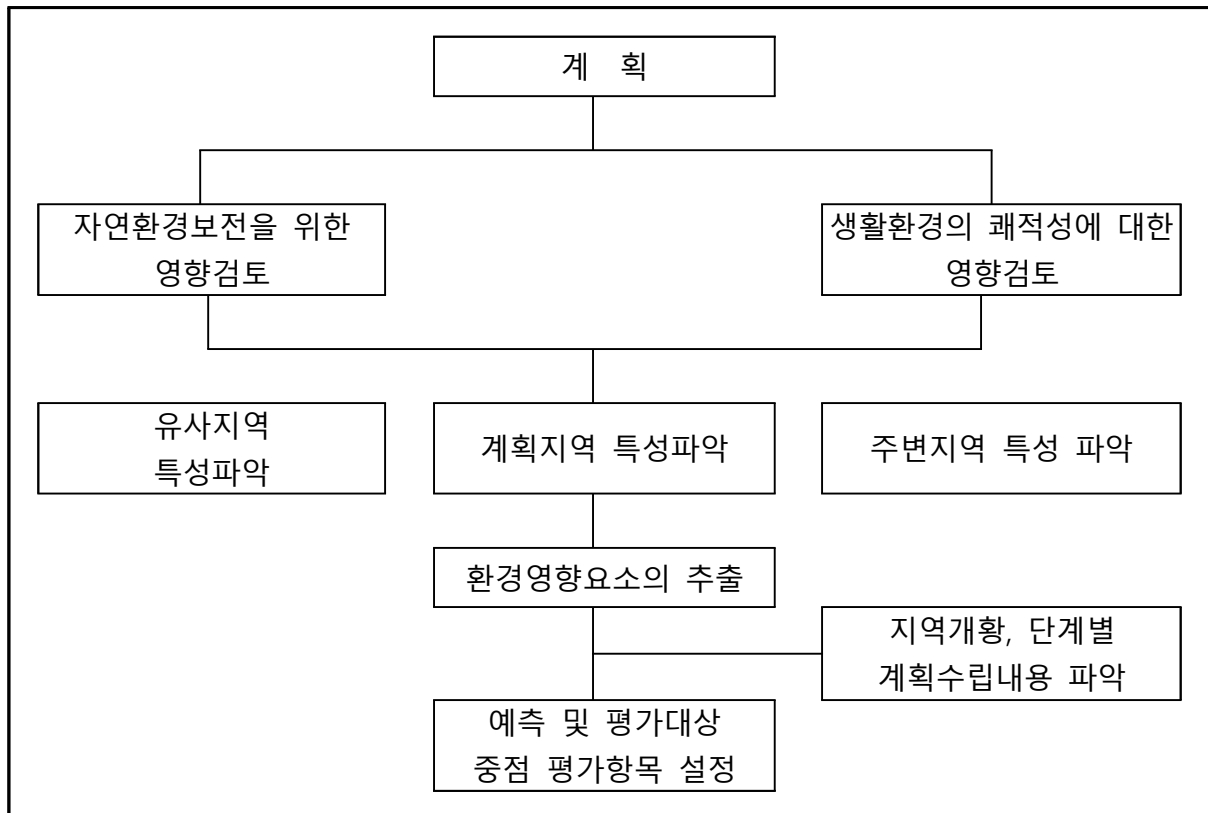 계 획
자연환경보전을 위한
영향검토
생활환경의 쾌적성에 대한
영향검토
유사지역
특성파악
계획지역 특성파악
주변지역 특성 파악
환경영향요소의 추출
지역개황, 단계별
계획수립내용 파악
예측 및 평가대상
중점 평가항목 설정